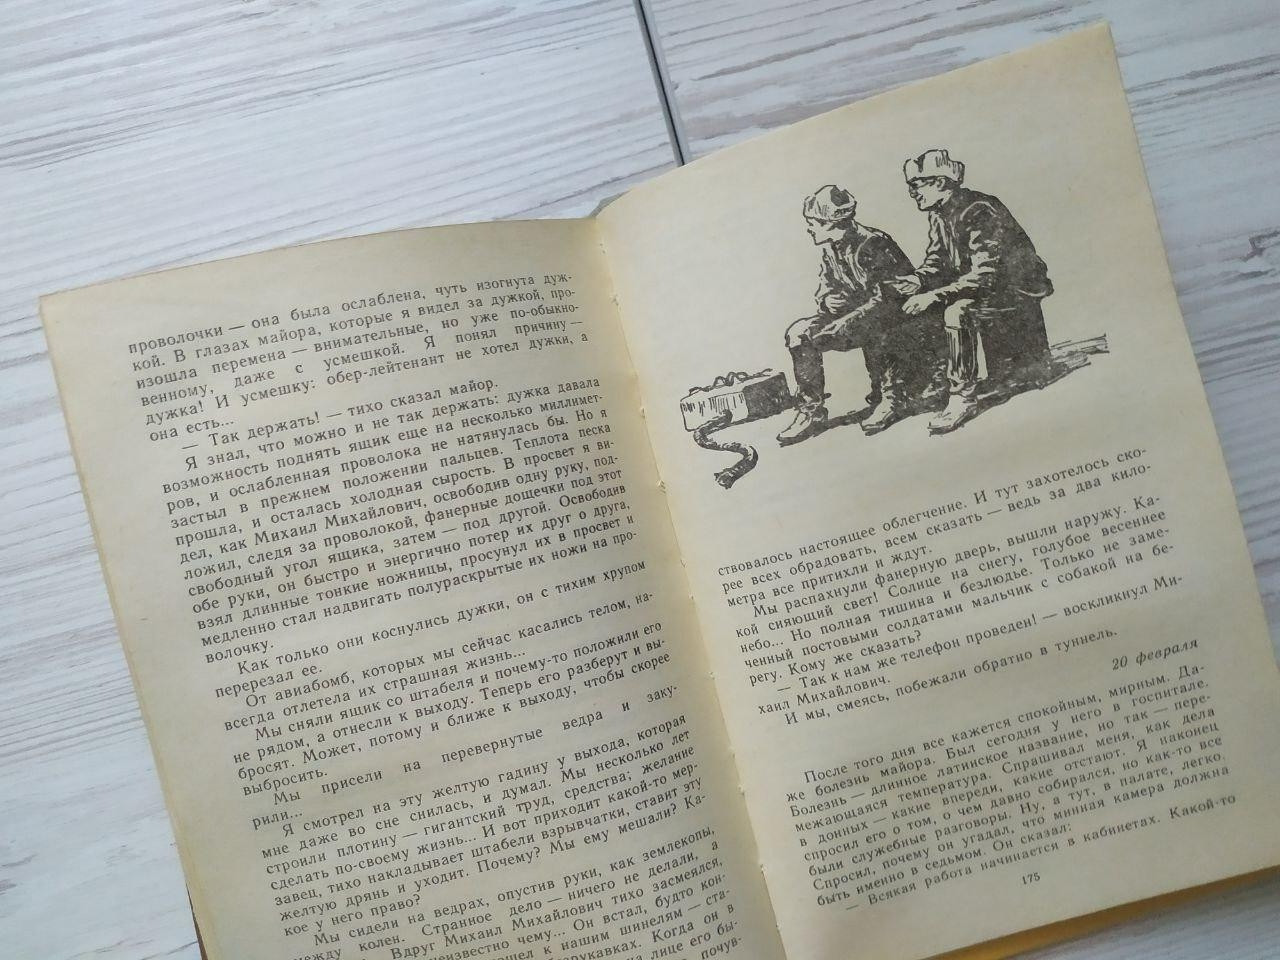 проволочки — она была ослаблена, чуть изогнута дуж-
кой. В глазах майора, которые я видел за дужкой, про-
изошла перемена — внимательные, но уже по-обыкно-
венному, даже с усмешкой. Я понял причину —
дужка! И усмешку: обер-лейтенант не хотел дужки, а
она есть...
— Так держать! — тихо сказал майор.
Я знал, что можно и не так держать: дужка давала
возможность поднять ящик еще на несколько миллимет-
ров, и ослабленная проволока не натянулась бы. Но я
застыл в прежнем положении пальцев. Теплота песка
прошла, и осталась холодная сырость. В просвет я ви-
дел, как Михаил Михайлович, освободив одну руку, под-
ложил, следя за проволокой, фанерные дощечки под этот
свободный угол ящика, затем — под другой. Освободив
обе руки, он быстро и энергично потер их друг о друга,
взял длинные тонкие ножницы, просунул их в просвет и
медленно стал надвигать полураскрытые их ножи на про-
волочку.
Как только они коснулись дужки, он с тихим хрупом
перерезал ее.
От авиабомб, которых мы сейчас касались телом, на-
всегда отлетела их страшная жизнь...
Мы сняли ящик со штабеля и почему-то положили его
не рядом, а отнесли к выходу. Теперь его разберут и вы-
бросят. Может, потому и ближе к выходу, чтобы скорее
выбросить.
Мы присели на перевернутые ведра и заку-
рили...
Я смотрел на эту желтую гадину у выхода, которая
мне даже во сне снилась, и думал. Мы несколько лет
строили плотину — гигантский труд, средства; желание
сделать по-своему жизнь... И вот приходит какой-то мер-
завец, тихо накладывает штабели взрывчатки, ставит эту
желтую дрянь и уходит. Почему? Мы ему мешали? Ка-
кое у него право?
Мы сидели на ведрах, опустив руки, как землекопы,
между колен. Странное дело — ничего не делали, а
Вдруг Михаил Михайлович тихо засмеялся,
неизвестно чему... Он встал, будто кон-
к нашим шинелям — ста-
Когда он в
на лице его бы-
почув-
ствовалось настоящее облегчение. И тут захотелось ско-
рее всех обрадовать, всем сказать — ведь за два кило-
метра все притихли и ждут.
Мы распахнули фанерную дверь, вышли наружу. Ка-
кой сияющий свет! Солнце на снегу, голубое весеннее
небо... Но полная тишина и безлюдье. Только не заме-
ченный постовыми солдатами мальчик с собакой на бе-
регу. Кому же сказать?
— Так к нам же телефон проведен! — воскликнул Ми-
хаил Михайлович.
И мы, смеясь, побежали обратно в туннель.
20 февраля
После того дня все кажется спокойным, мирным. Да-
же болезнь майора. Был сегодня у него в госпитале.
Болезнь — длинное латинское название, но так — пере-
межающаяся температура. Спрашивал меня, как дела
в донных — какие впереди, какие отстают. Я наконец
спросил его о том, о чем давно собирался, но как-то все
были служебные разговоры. Ну, а тут, в палате, легко.
Спросил, почему он угадал, что минная камера должна
быть именно в седьмом. Он сказал:
— Всякая работа начинается в кабинетах. Какой-то
175